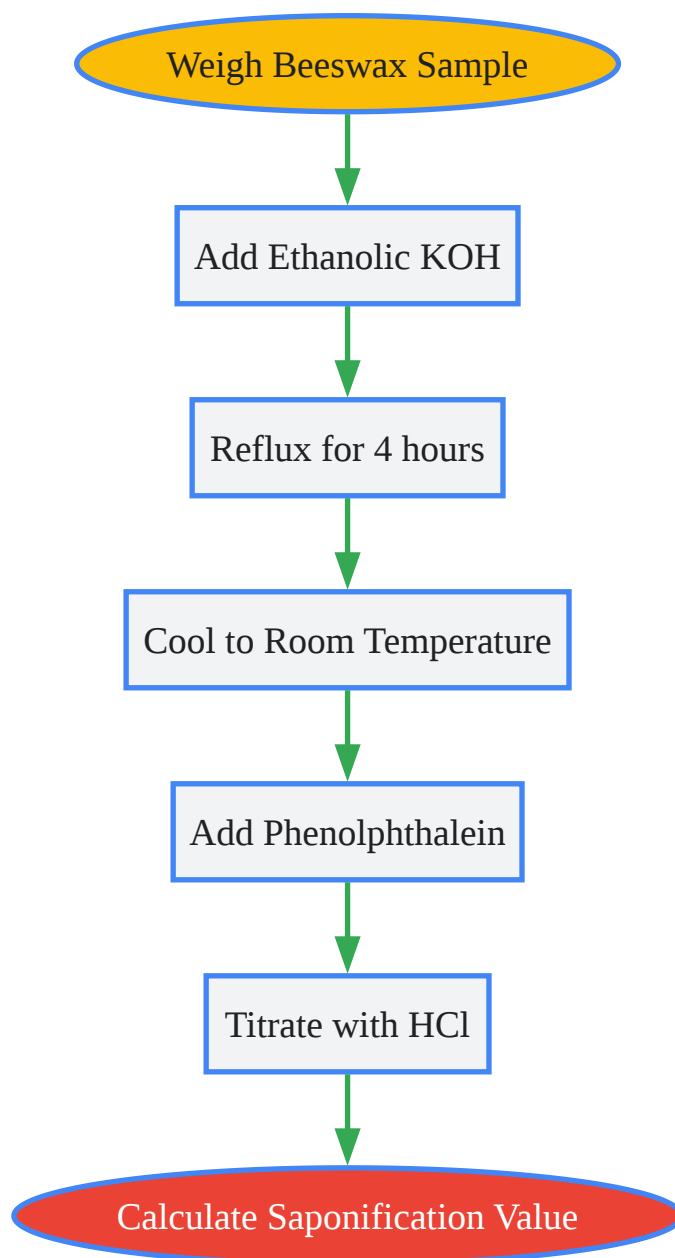 Weigh Beeswax Sample
Add Ethanolic KOH
Reflux for 4 hours
Cool to Room Temperature
Add Phenolphthalein
Titrate with HCl
Calculate Saponification Value